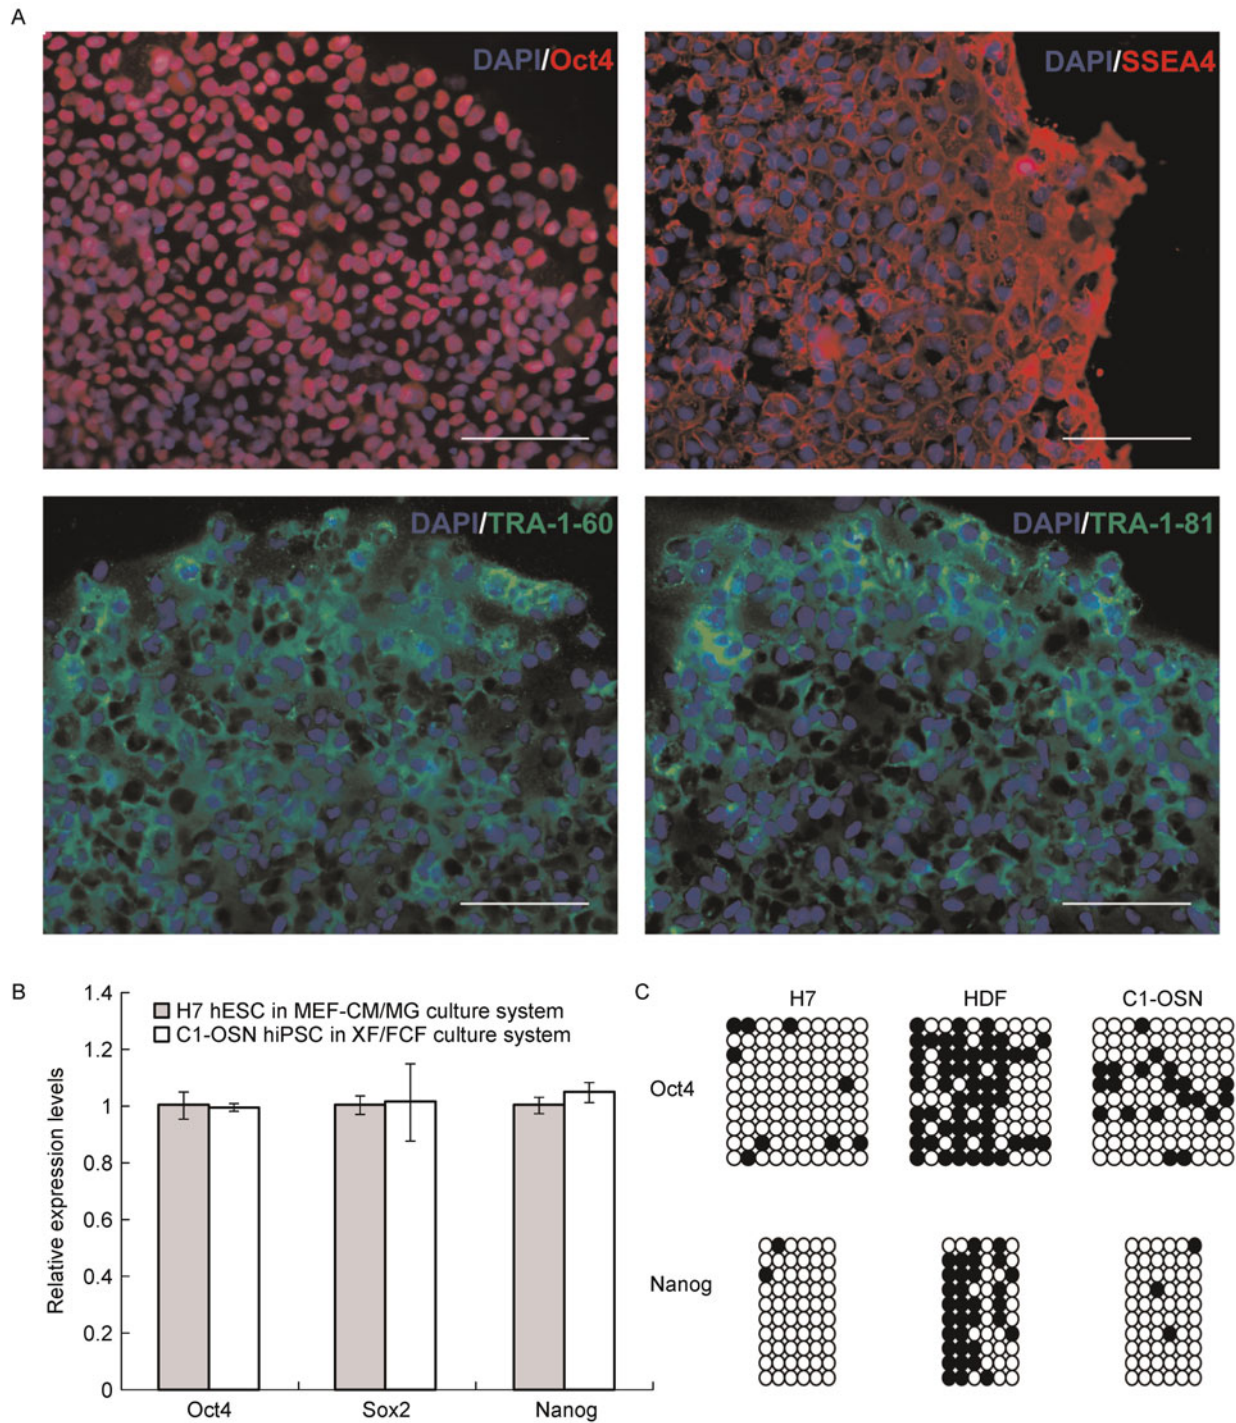 A
DAPI/Oct4
DAPI/SSEA4
DAPI/TRA-1-60
DAPI/TRA-1-81
B
Relative expression levels
1.4
1.2
1
0.8
0.6
0.4
0.2
0
H7 hESC in MEF-CM/MG culture system
C1-OSN hiPSC in XF/FCF culture system
Oct4
Sox2
Nanog
C
H7
HDF
C1-OSN
Oct4
Nanog